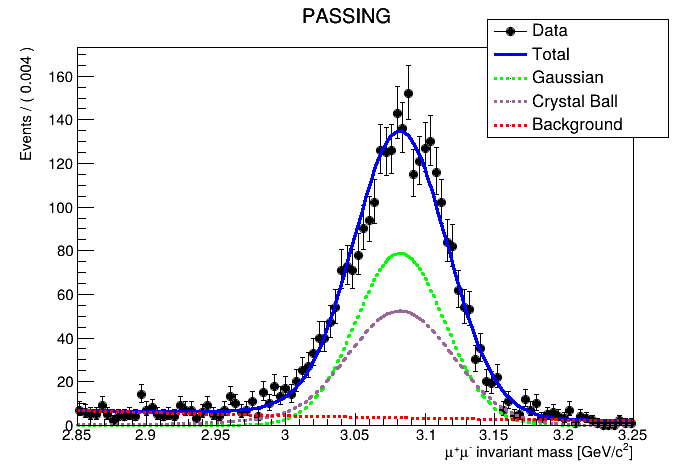 PASSING
Data
Total
Gaussian
Crystal Ball
Background
Events / ( 0.004 )
160
140
120
100
80
60
40
20
0
2.85 2.9 2.95 3 3.05 3.1 3.15 3.2 3.25
μ⁺μ⁻ invariant mass [GeV/c²]